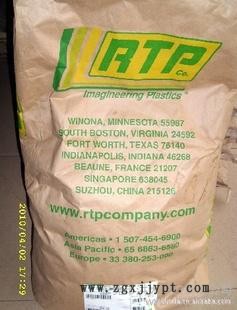 RTP Co.
Imagineering Plastics®
WINONA, MINNESOTA 55987
SOUTH BOSTON, VIRGINIA 24592
FORT WORTH, TEXAS 76140
INDIANAPOLIS, INDIANA 46268
BEAUNE, FRANCE 21207
SINGAPORE 638045
SUZHOU, CHINA 215126
www.rtpcompany.com
Americas • 1 507-454-6900
Asia Pacific • 65 6863-6580
Europe • 33 380-253-000
2010/04/02 17:29
www.zgxjjypt.com